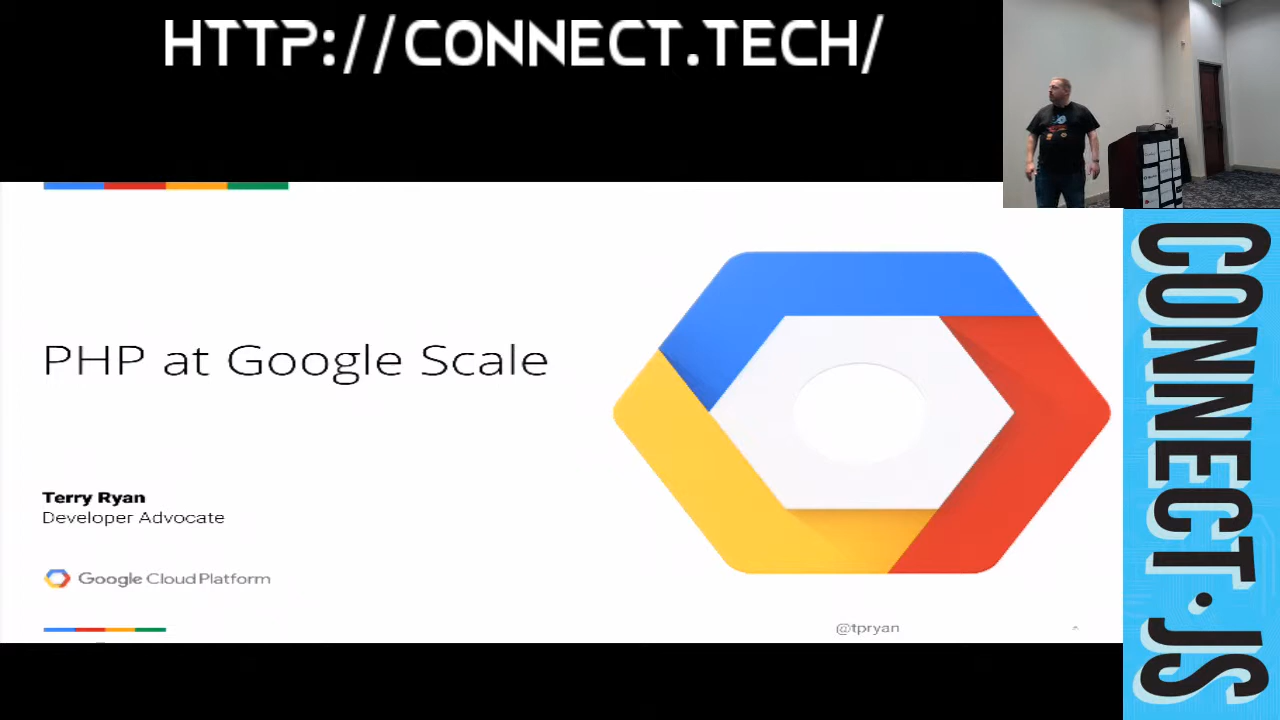 HTTP://CONNECT.TECH/
PHP at Google Scale
Terry Ryan
Developer Advocate
Google Cloud Platform
@tpryan
CONNECT.JS